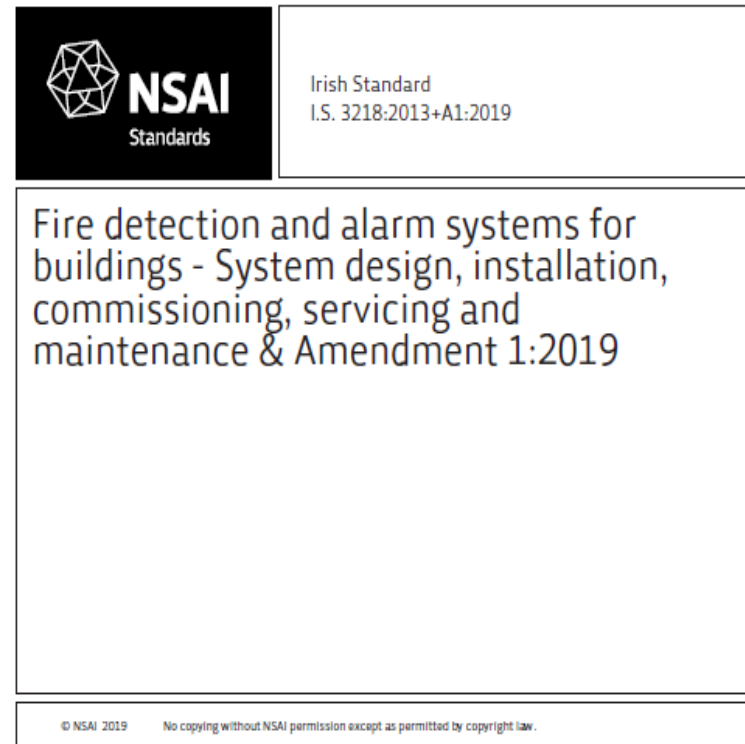 NSAI
Standards
Irish Standard
I.S. 3218:2013+A1:2019
Fire detection and alarm systems for
buildings - System design, installation,
commissioning, servicing and
maintenance & Amendment 1:2019
© NSAI 2019 No copying without NSAI permission except as permitted by copyright law.